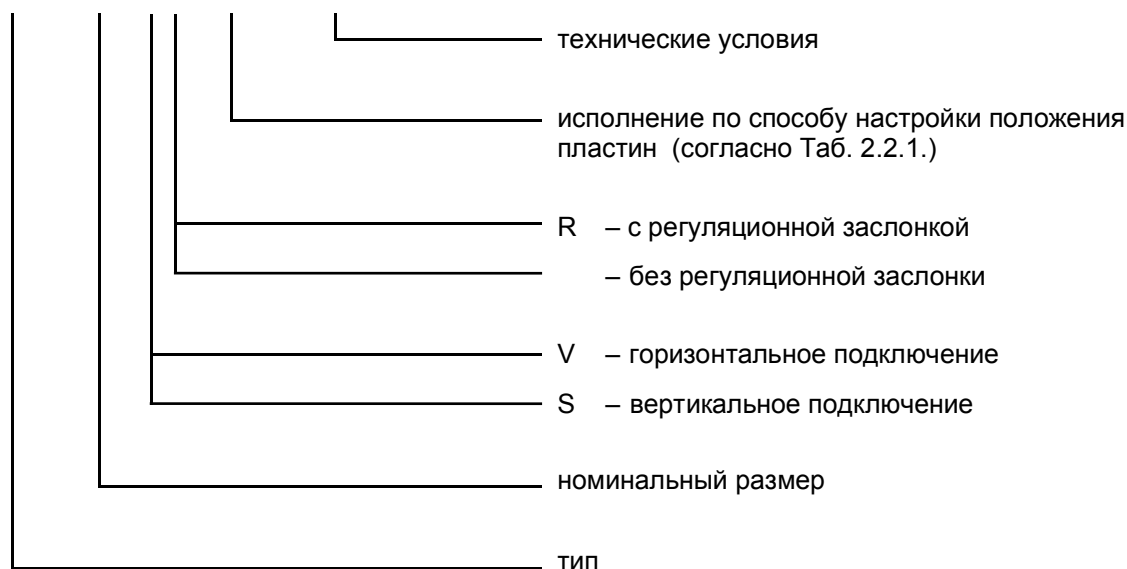 технические условия
исполнение по способу настройки положения
пластин (согласно Таб. 2.2.1.)
R – с регуляционной заслонкой
– без регуляционной заслонки
V – горизонтальное подключение
S – вертикальное подключение
номинальный размер
тип